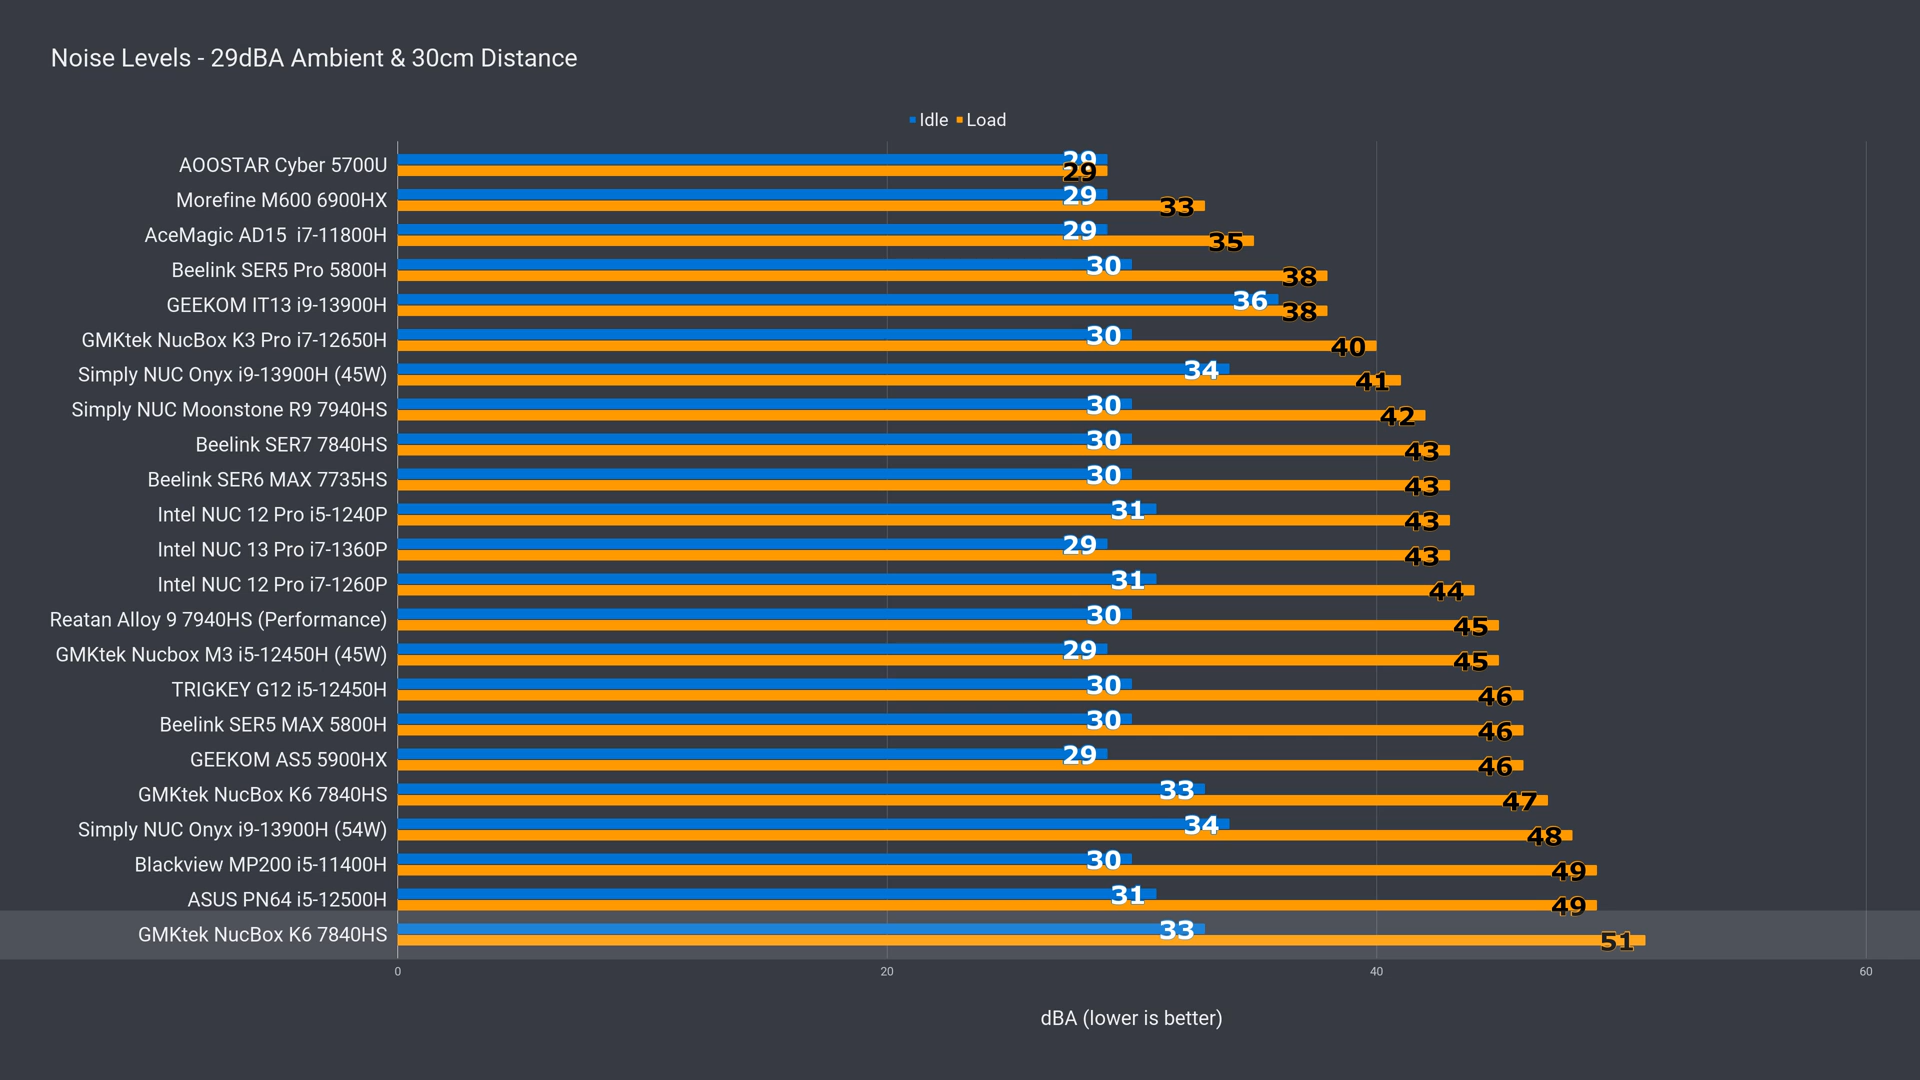 Noise Levels - 29dBA Ambient & 30cm Distance
Idle Load
AOOSTAR Cyber 5700U 29 29
Morefine M600 6900HX 29 33
AceMagic AD15 i7-11800H 29 35
Beelink SER5 Pro 5800H 30 38
GEEKOM IT13 i9-13900H 36 38
GMKtek NucBox K3 Pro i7-12650H 30 40
Simply NUC Onyx i9-13900H (45W) 34 41
Simply NUC Moonstone R9 7940HS 30 42
Beelink SER7 7840HS 30 43
Beelink SER6 MAX 7735HS 30 43
Intel NUC 12 Pro i5-1240P 31 43
Intel NUC 13 Pro i7-1360P 29 43
Intel NUC 12 Pro i7-1260P 31 44
Reatan Alloy 9 7940HS (Performance) 30 45
GMKtek Nucbox M3 i5-12450H (45W) 29 45
TRIGKEY G12 i5-12450H 30 46
Beelink SER5 MAX 5800H 30 46
GEEKOM AS5 5900HX 29 46
GMKtek NucBox K6 7840HS 33 47
Simply NUC Onyx i9-13900H (54W) 34 48
Blackview MP200 i5-11400H 30 49
ASUS PN64 i5-12500H 31 49
GMKtek NucBox K6 7840HS 33 51
0 20 40 60
dBA (lower is better)